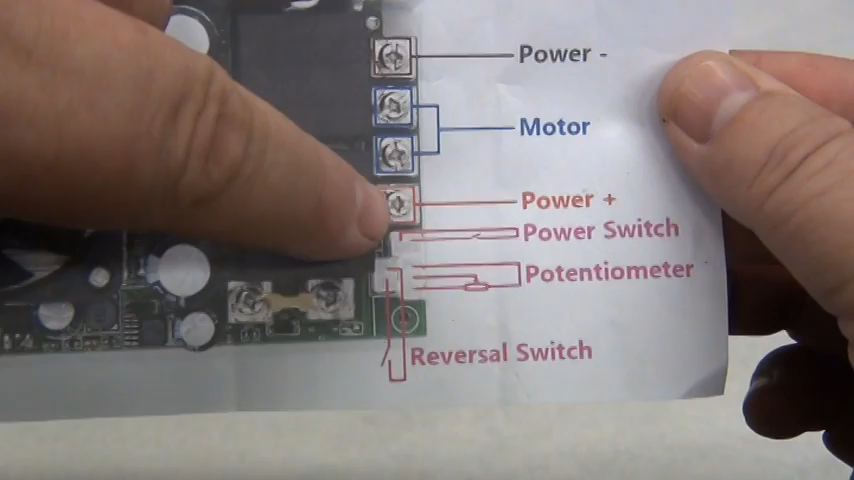 Power -
Motor
Power +
Power Switch
Potentiometer
Reversal Switch